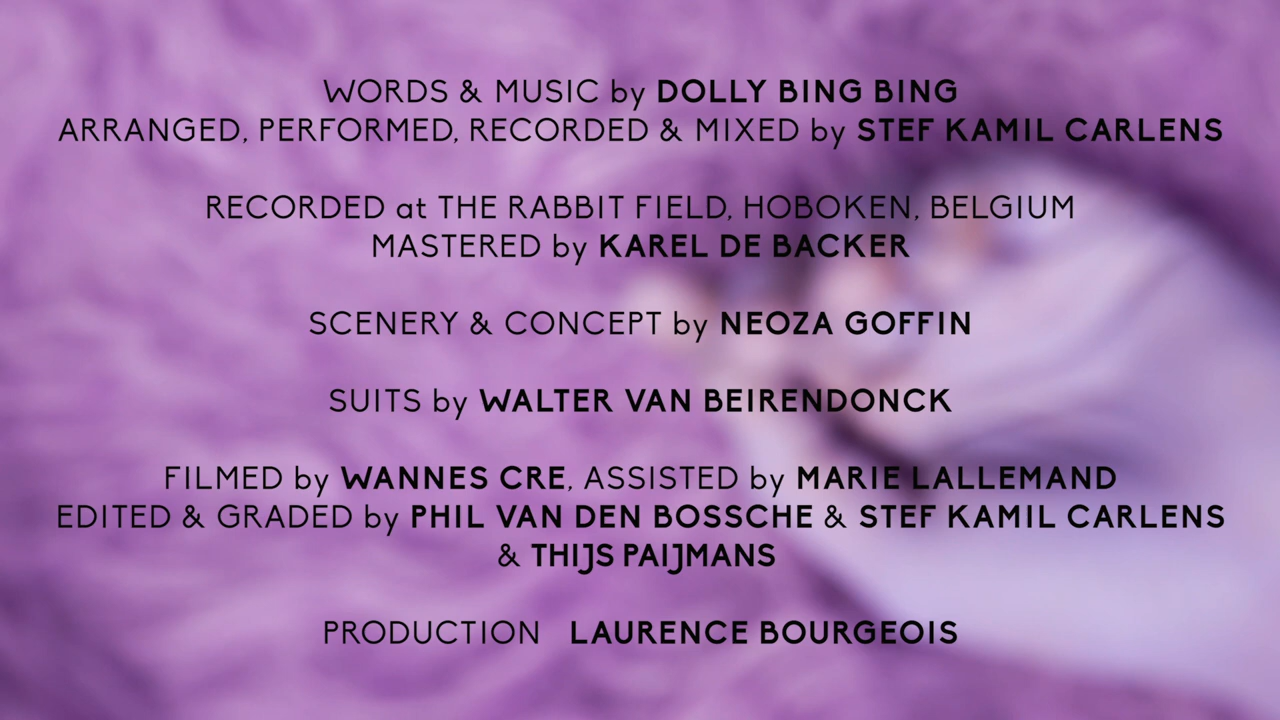 WORDS & MUSIC by DOLLY BING BING
ARRANGED, PERFORMED, RECORDED & MIXED by STEF KAMIL CARLENS
RECORDED at THE RABBIT FIELD, HOBOKEN, BELGIUM
MASTERED by KAREL DE BACKER
SCENERY & CONCEPT by NEOZA GOFFIN
SUITS by WALTER VAN BEIRENDONCK
FILMED by WANNES CRE, ASSISTED by MARIE LALLEMAND
EDITED & GRADED by PHIL VAN DEN BOSSCHE & STEF KAMIL CARLENS
& THIJS PAIJMANS
PRODUCTION LAURENCE BOURGEOIS